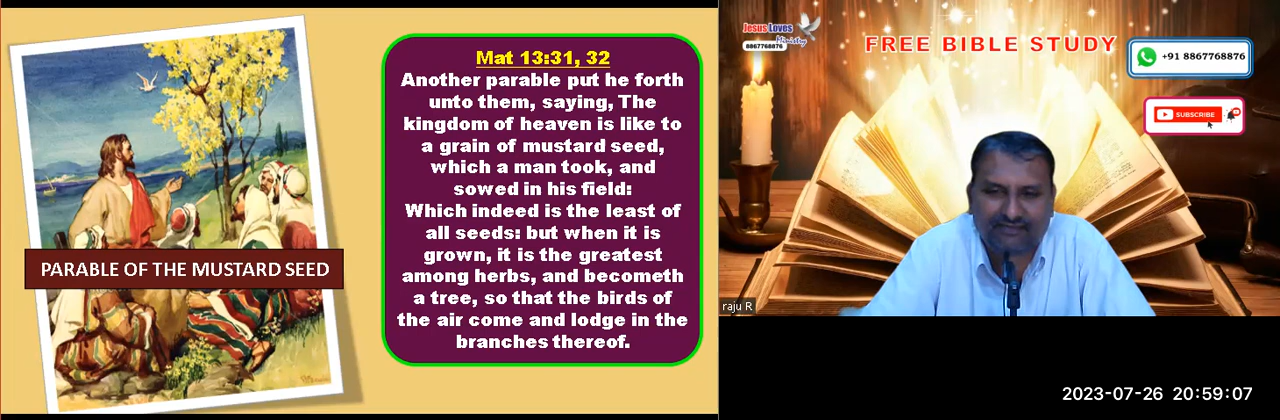 PARABLE OF THE MUSTARD SEED
Mat 13:31, 32
Another parable put he forth
unto them, saying, The
kingdom of heaven is like to
a grain of mustard seed,
which a man took, and
sowed in his field:
Which indeed is the least of
all seeds: but when it is
grown, it is the greatest
among herbs, and becometh
a tree, so that the birds of
the air come and lodge in the
branches thereof.
Jesus Loves
Ministry
8867768876
FREE BIBLE STUDY
+91 8867768876
SUBSCRIBE
raju R
2023-07-26 20:59:07